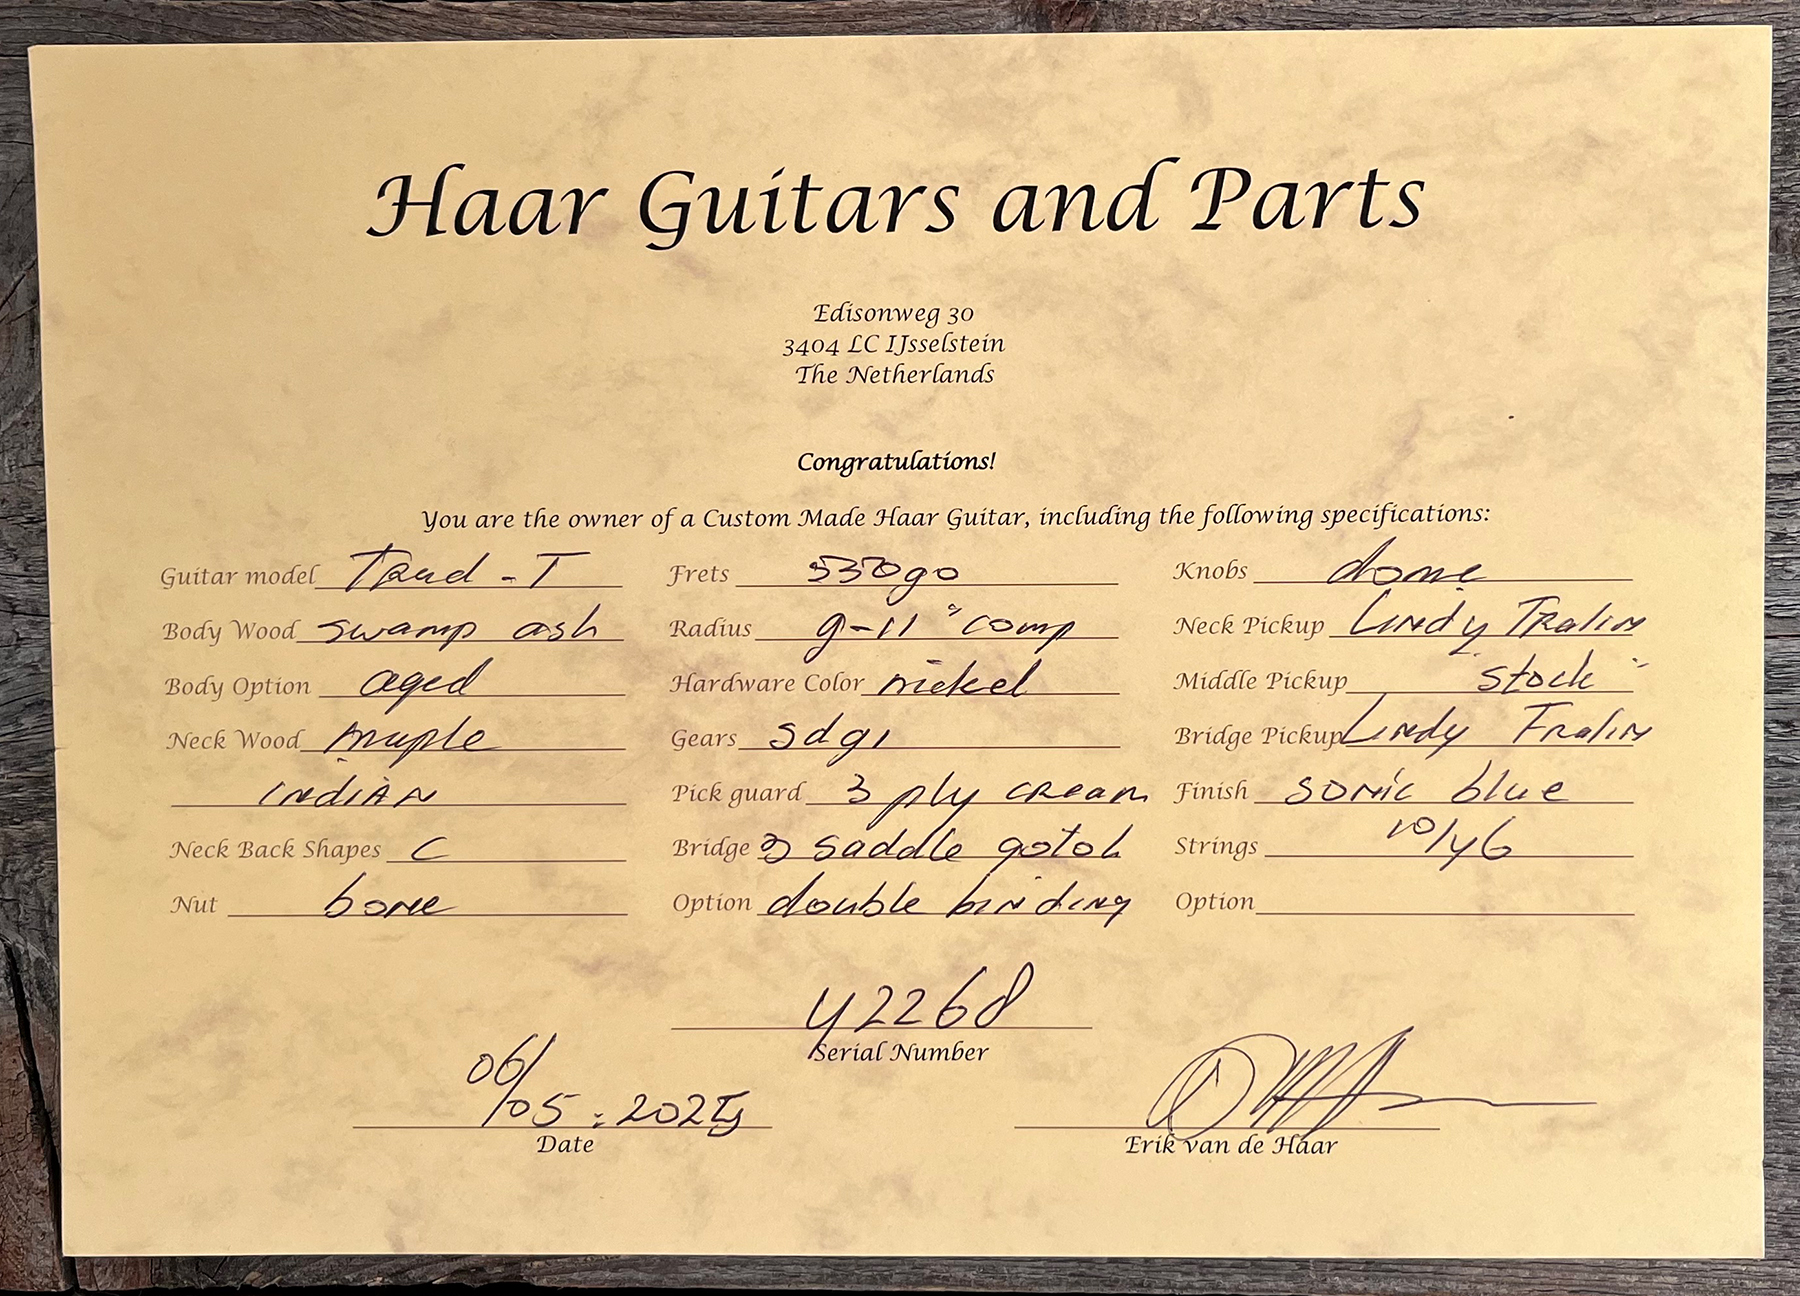 Haar Guitars and Parts
Edisonweg 30
3404 LC IJsselstein
The Netherlands
Congratulations!
You are the owner of a Custom Made Haar Guitar, including the following specifications:
Guitar model Trad-T
Body Wood swamp ash
Body Option aged
Neck Wood maple
indian
Neck Back Shapes C
Nut bone
Frets 55090
Radius 9-11" comp
Hardware Color nickel
Gears sdg1
Pick guard 3 ply cream
Bridge 3 saddle gotoh
Option double binding
Knobs dome
Neck Pickup Lindy Fralin
Middle Pickup "stock"
Bridge Pickup Lindy Fralin
Finish sonic blue
Strings 10/46
Option
Y2268
Serial Number
06/05:2025
Date
Erik van de Haar